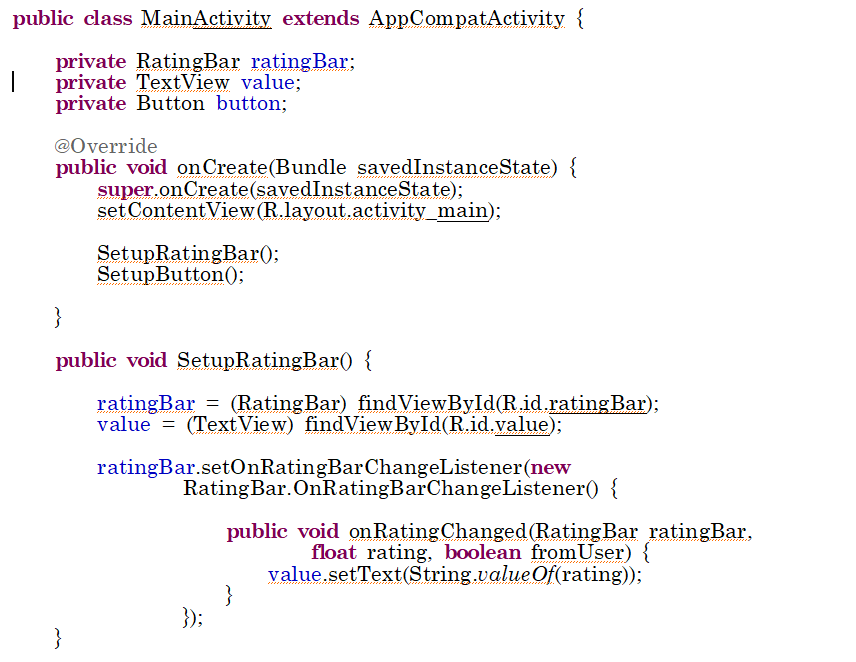 public class MainActivity extends AppCompatActivity {
private RatingBar ratingBar;
private TextView value;
private Button button;
@Override
public void onCreate(Bundle savedInstanceState) {
super.onCreate(savedInstanceState);
setContentView(R.layout.activity_main);
SetupRatingBar();
SetupButton();
}
public void SetupRatingBar() {
ratingBar = (RatingBar) findViewById(R.id.ratingBar);
value = (TextView) findViewById(R.id.value);
ratingBar.setOnRatingBarChangeListener(new
RatingBar.OnRatingBarChangeListener() {
public void onRatingChanged(RatingBar ratingBar,
float rating, boolean fromUser) {
value.setText(String.valueOf(rating));
}
});
}